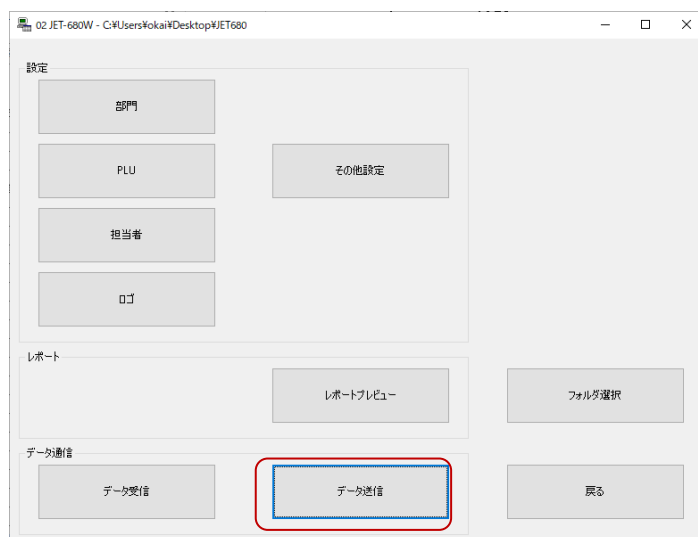 02 JET-680W - C:¥Users¥okai¥Desktop¥JET680
設定
部門
PLU
その他設定
担当者
ロゴ
レポート
レポートプレビュー
フォルダ選択
データ通信
データ受信
データ送信
戻る